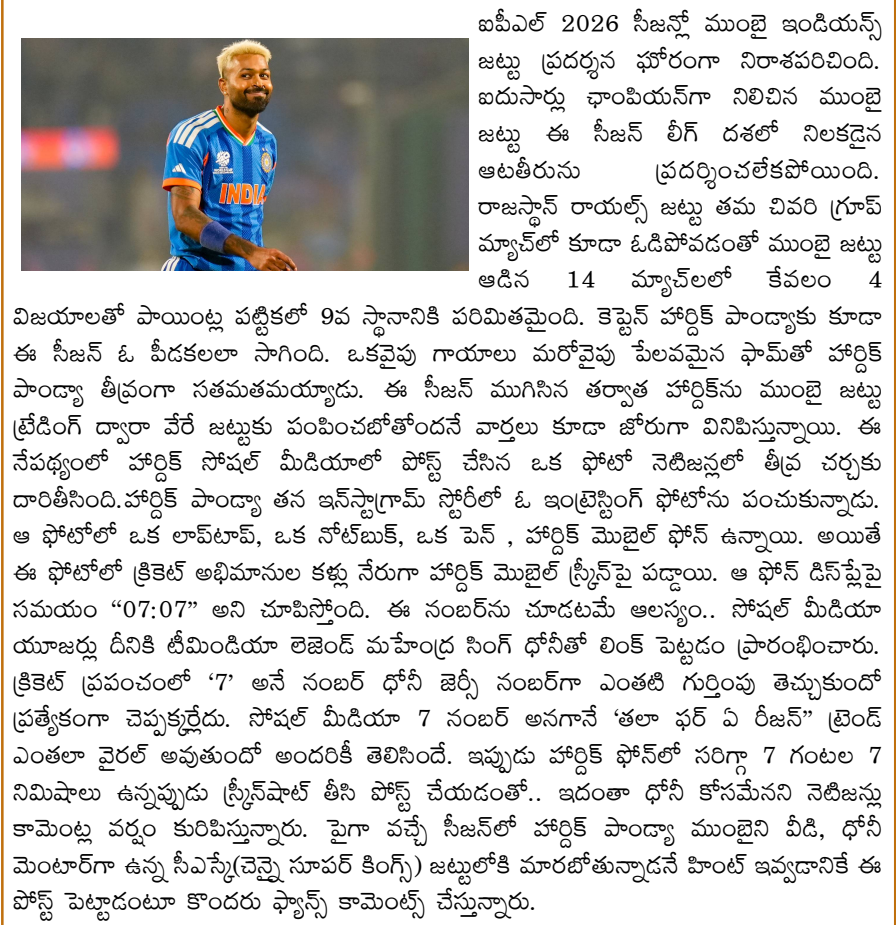 ఐపీఎల్ 2026 సీజన్లో ముంబై ఇండియన్స్
జట్టు ప్రదర్శన ఘోరంగా నిరాశపరిచింది.
ఐదుసార్లు ఛాంపియన్‌గా నిలిచిన ముంబై
జట్టు ఈ సీజన్ లీగ్ దశలో నిలకడైన
ఆటతీరును ప్రదర్శించలేకపోయింది.
రాజస్థాన్ రాయల్స్ జట్టు తమ చివరి గ్రూప్
మ్యాచ్‌లో కూడా ఓడిపోవడంతో ముంబై జట్టు
ఆడిన 14 మ్యాచ్‌లలో కేవలం 4
INDIA
విజయాలతో పాయింట్ల పట్టికలో 9వ స్థానానికి పరిమితమైంది. కెప్టెన్ హార్దిక్ పాండ్యాకు కూడా
ఈ సీజన్ ఓ పీడకలలా సాగింది. ఒకవైపు గాయాలు మరోవైపు పేలవమైన ఫామ్‌తో హార్దిక్
పాండ్యా తీవ్రంగా సతమతమయ్యాడు. ఈ సీజన్ ముగిసిన తర్వాత హార్దిక్‌ను ముంబై జట్టు
ట్రేడింగ్ ద్వారా వేరే జట్టుకు పంపించబోతోందనే వార్తలు కూడా జోరుగా వినిపిస్తున్నాయి. ఈ
నేపథ్యంలో హార్దిక్ సోషల్ మీడియాలో పోస్ట్ చేసిన ఒక ఫోటో నెటిజన్లలో తీవ్ర చర్చకు
దారితీసింది.హార్దిక్ పాండ్యా తన ఇన్‌స్టాగ్రామ్ స్టోరీలో ఓ ఇంట్రెస్టింగ్ ఫోటోను పంచుకున్నాడు.
ఆ ఫోటోలో ఒక లాప్‌టాప్, ఒక నోట్‌బుక్, ఒక పెన్ , హార్దిక్ మొబైల్ ఫోన్ ఉన్నాయి. అయితే
ఈ ఫోటోలో క్రికెట్ అభిమానుల కళ్లు నేరుగా హార్దిక్ మొబైల్ స్క్రీన్‌పై పడ్డాయి. ఆ ఫోన్ డిస్‌ప్లేపై
సమయం “07:07” అని చూపిస్తోంది. ఈ నంబర్‌ను చూడటమే ఆలస్యం.. సోషల్ మీడియా
యూజర్లు దీనికి టీమిండియా లెజెండ్ మహేంద్ర సింగ్ ధోనీతో లింక్ పెట్టడం ప్రారంభించారు.
క్రికెట్ ప్రపంచంలో ‘7’ అనే నంబర్ ధోనీ జెర్సీ నంబర్‌గా ఎంతటి గుర్తింపు తెచ్చుకుందో
ప్రత్యేకంగా చెప్పక్కర్లేదు. సోషల్ మీడియా 7 నంబర్ అనగానే ‘తలా ఫర్ ఏ రీజన్” ట్రెండ్
ఎంతలా వైరల్ అవుతుందో అందరికీ తెలిసిందే. ఇప్పుడు హార్దిక్ ఫోన్‌లో సరిగ్గా 7 గంటల 7
నిమిషాలు ఉన్నప్పుడు స్క్రీన్‌షాట్ తీసి పోస్ట్ చేయడంతో.. ఇదంతా ధోనీ కోసమేనని నెటిజన్లు
కామెంట్ల వర్షం కురిపిస్తున్నారు. పైగా వచ్చే సీజన్‌లో హార్దిక్ పాండ్యా ముంబైని వీడి, ధోనీ
మెంటార్‌గా ఉన్న సీఎస్కే(చెన్నై సూపర్ కింగ్స్) జట్టులోకి మారబోతున్నాడనే హింట్ ఇవ్వడానికే ఈ
పోస్ట్ పెట్టాడంటూ కొందరు ఫ్యాన్స్ కామెంట్స్ చేస్తున్నారు.